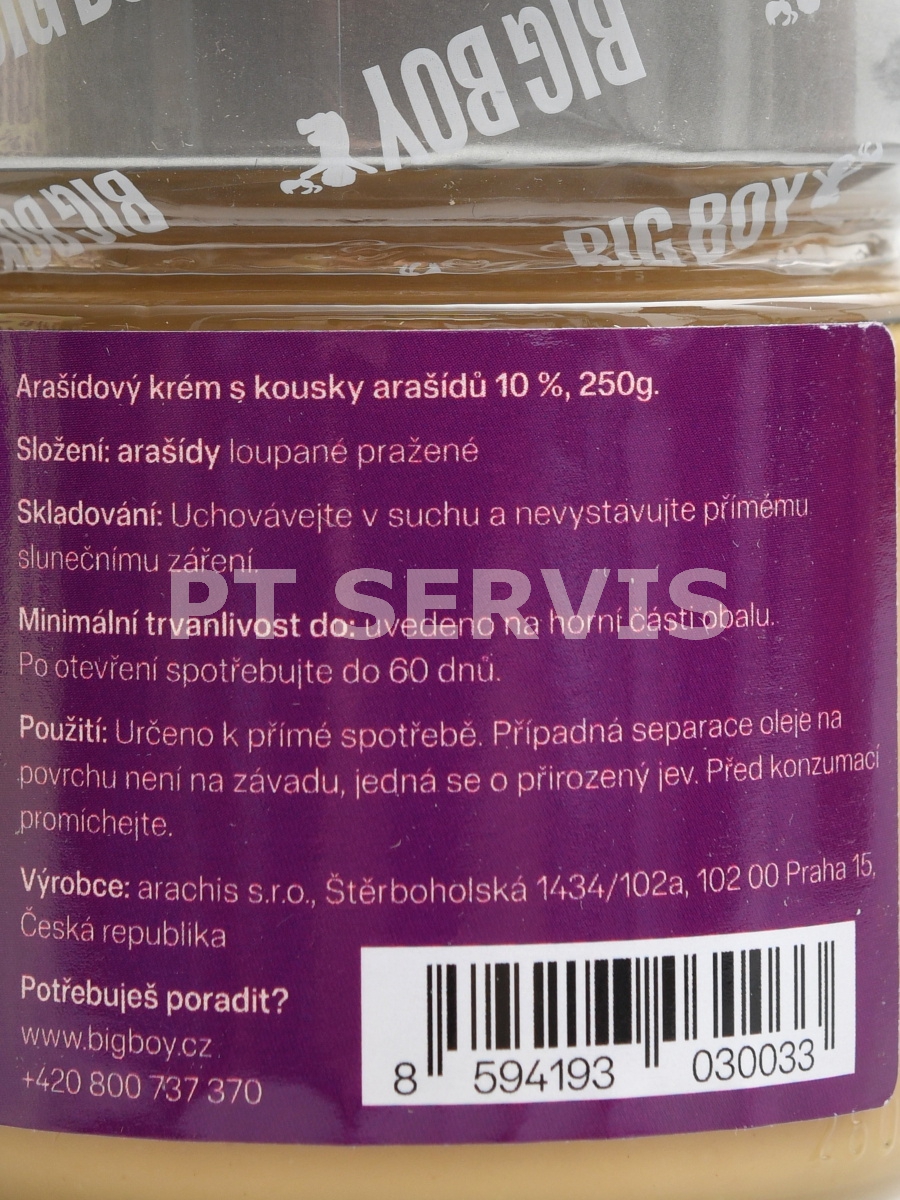 BIG BOY
BIG BOY
BIG BOY
Arašídový krém s kousky arašídů 10 %, 250g.
Složení: arašídy loupané pražené
Skladování: Uchovávejte v suchu a nevystavujte přímému
slunečnímu záření.
PT SERVIS
Minimální trvanlivost do: uvedeno na horní části obalu.
Po otevření spotřebujte do 60 dnů.
Použití: Určeno k přímé spotřebě. Případná separace oleje na
povrchu není na závadu, jedná se o přirozený jev. Před konzumací
promíchejte.
Výrobce: arachis s.r.o., Štěrboholská 1434/102a, 102 00 Praha 15,
Česká republika
Potřebuješ poradit?
www.bigboy.cz
+420 800 737 370
8 594193 030033